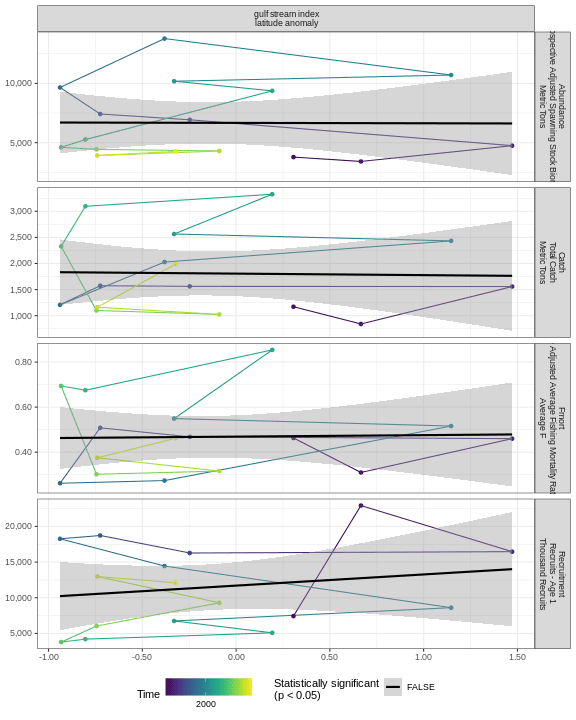 gulf stream index
latitude anomaly
10,000
5,000
Abundance
Adjusted Spawning Stock
Metric Tons
3,000
2,500
2,000
1,500
1,000
Catch
Total Catch
Metric Tons
0.80
0.60
0.40
Fmort
Adjusted Average Fishing Mortality
Average F
20,000
15,000
10,000
5,000
Recruitment
Recruits - Age 1
Thousand Recruits
-1.00
-0.50
0.00
0.50
1.00
1.50
Time
2000
Statistically significant
(p < 0.05)
FALSE